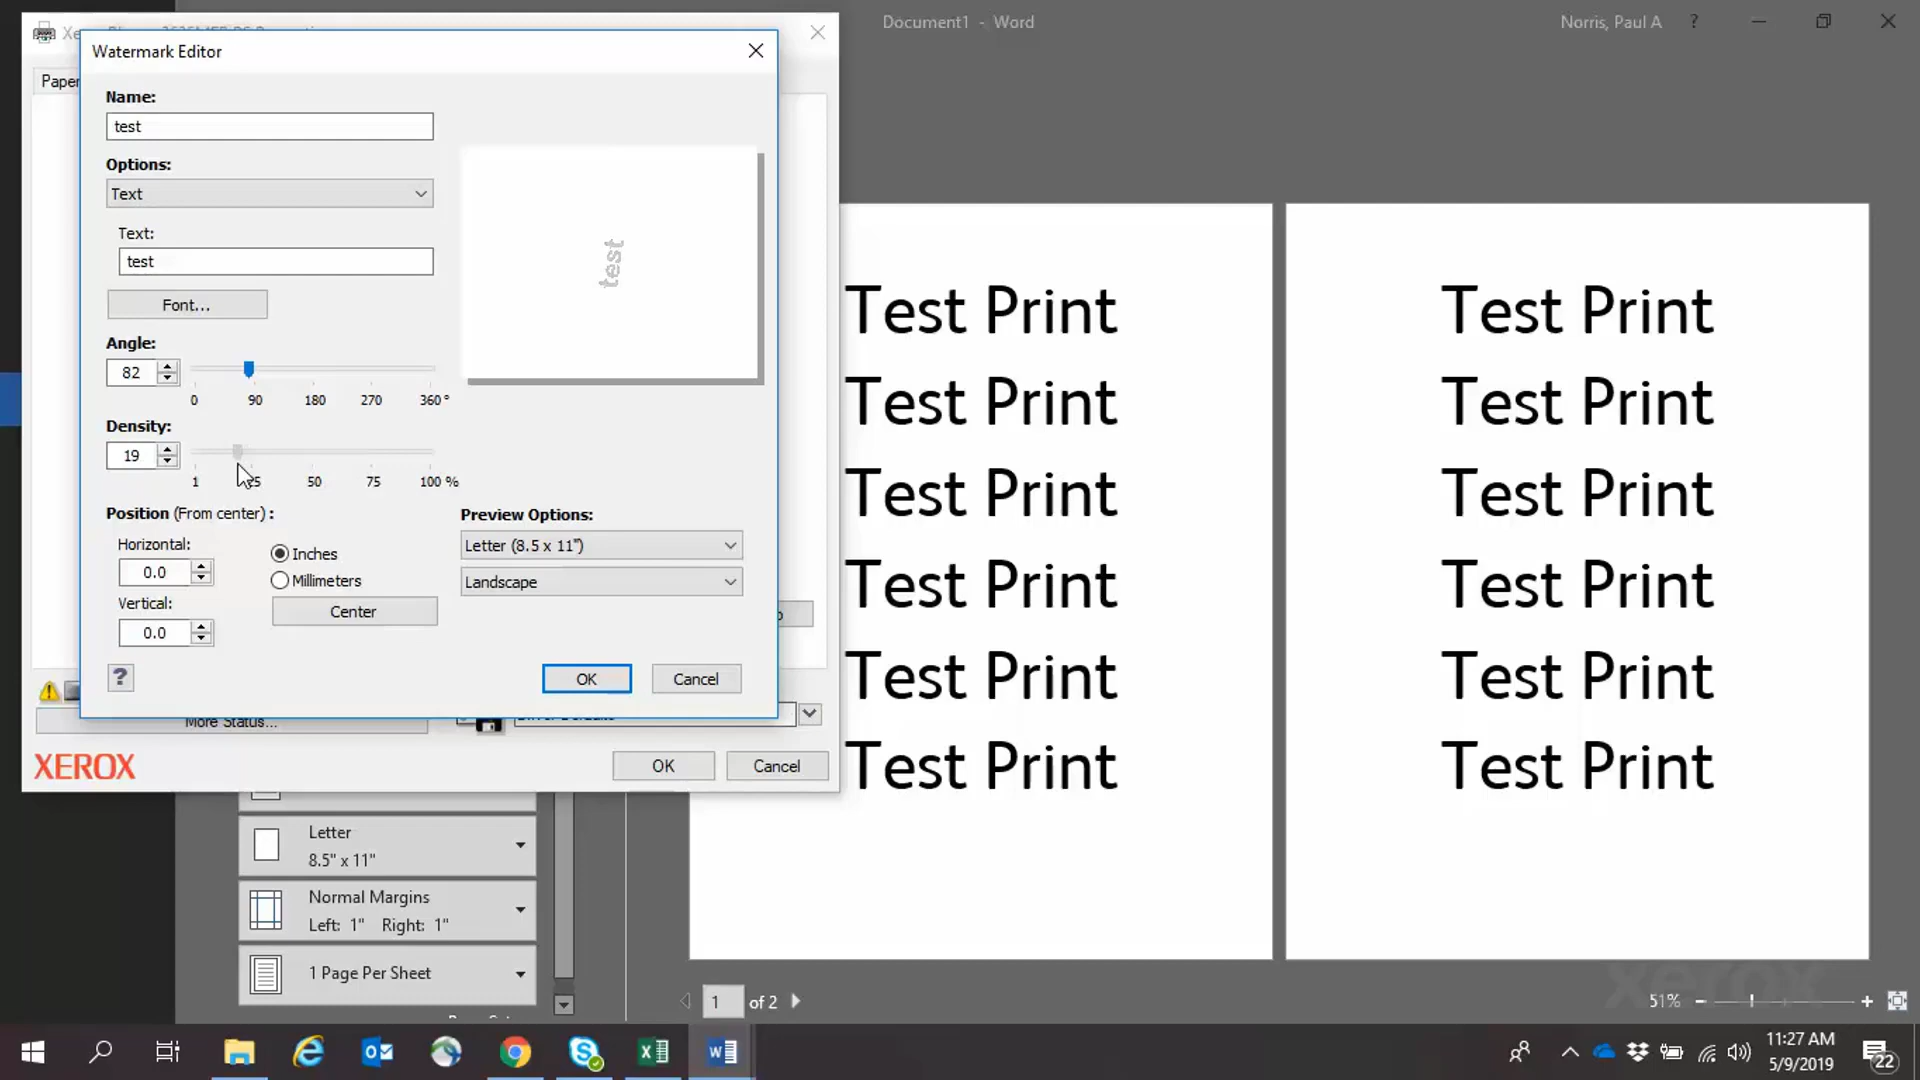 Document1 - Word
Norris, Paul A
?
Xe
Watermark Editor
Paper
Name:
test
Options:
Text
Text:
test
Font...
Angle:
82
0 90 180 270 360 °
Density:
19
1 25 50 75 100 %
Position (From center) :
Horizontal:
0.0
Inches
Millimeters
Vertical:
0.0
Center
test
Preview Options:
Letter (8.5 x 11")
Landscape
?
OK
Cancel
More Status...
XEROX
OK
Cancel
Letter
8.5" x 11"
Normal Margins
Left: 1" Right: 1"
1 Page Per Sheet
Test Print
Test Print
Test Print
Test Print
Test Print
Test Print
Test Print
Test Print
Test Print
Test Print
Test Print
Test Print
1 of 2
xerox
51%
11:27 AM
5/9/2019
22